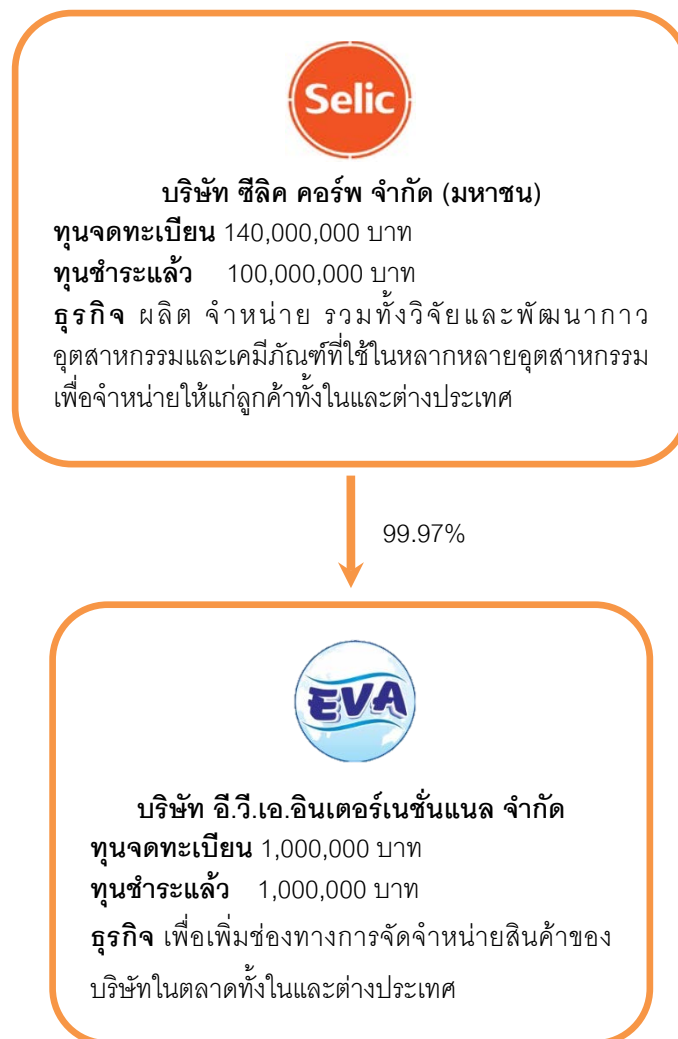 Selic
บริษัท ซีลิค คอร์พ จำกัด (มหาชน)
ทุนจดทะเบียน 140,000,000 บาท
ทุนชำระแล้ว 100,000,000 บาท
ธุรกิจ ผลิต จำหน่าย รวมทั้งวิจัยและพัฒนากาว
อุตสาหกรรมและเคมีภัณฑ์ที่ใช้ในหลากหลายอุตสาหกรรม
เพื่อจำหน่ายให้แก่ลูกค้าทั้งในและต่างประเทศ
99.97%
EVA
บริษัท อี.วี.เอ.อินเตอร์เนชั่นแนล จำกัด
ทุนจดทะเบียน 1,000,000 บาท
ทุนชำระแล้ว 1,000,000 บาท
ธุรกิจ เพื่อเพิ่มช่องทางการจัดจำหน่ายสินค้าของ
บริษัทในตลาดทั้งในและต่างประเทศ